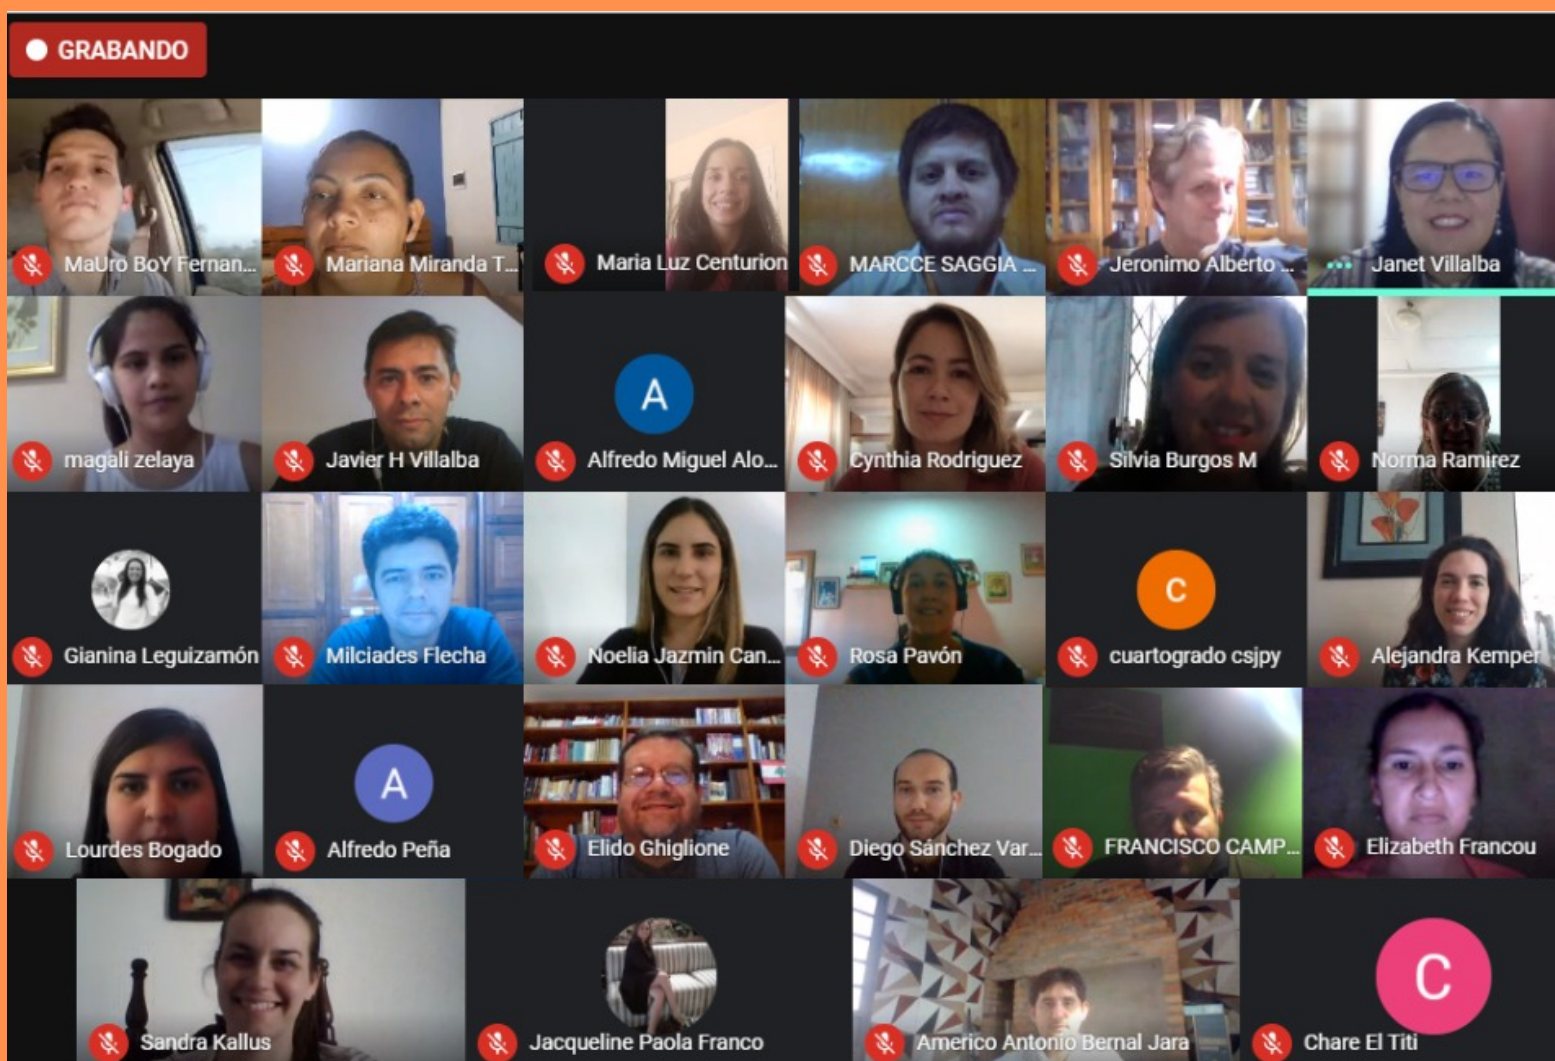 GRABANDO
MaUro BoY Fernan...
Mariana Miranda T...
Maria Luz Centurion
MARCCE SAGGIA ...
Jeronimo Alberto ...
Janet Villalba
magali zelaya
Javier H Villalba
A
Alfredo Miguel Alo...
Cynthia Rodriguez
Silvia Burgos M
Norma Ramirez
Gianina Leguizamón
Milciades Flecha
Noelia Jazmin Can...
Rosa Pavón
C
cuartogrado csjpy
Alejandra Kemper
Lourdes Bogado
A
Alfredo Peña
Elido Ghiglione
Diego Sánchez Var...
FRANCISCO CAMP...
Elizabeth Francou
Sandra Kallus
Jacqueline Paola Franco
Americo Antonio Bernal Jara
C
Chare El Titi